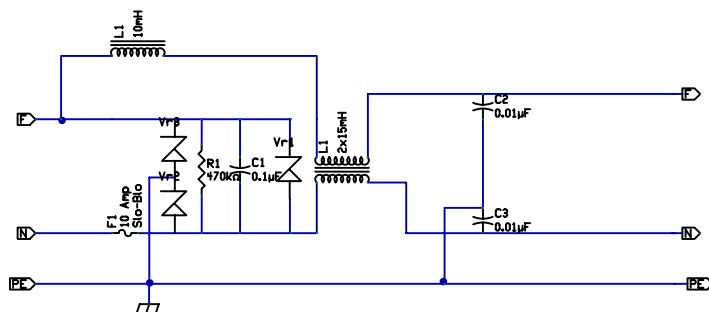 L1
10mH
F
F
C2
0.01µF
Vr3
Vr1
L1
2x15mH
R1
470kΩ
C1
0.1µF
Vr2
F1
10 Amp
Slo-Blo
C3
0.01µF
N
N
PE
PE